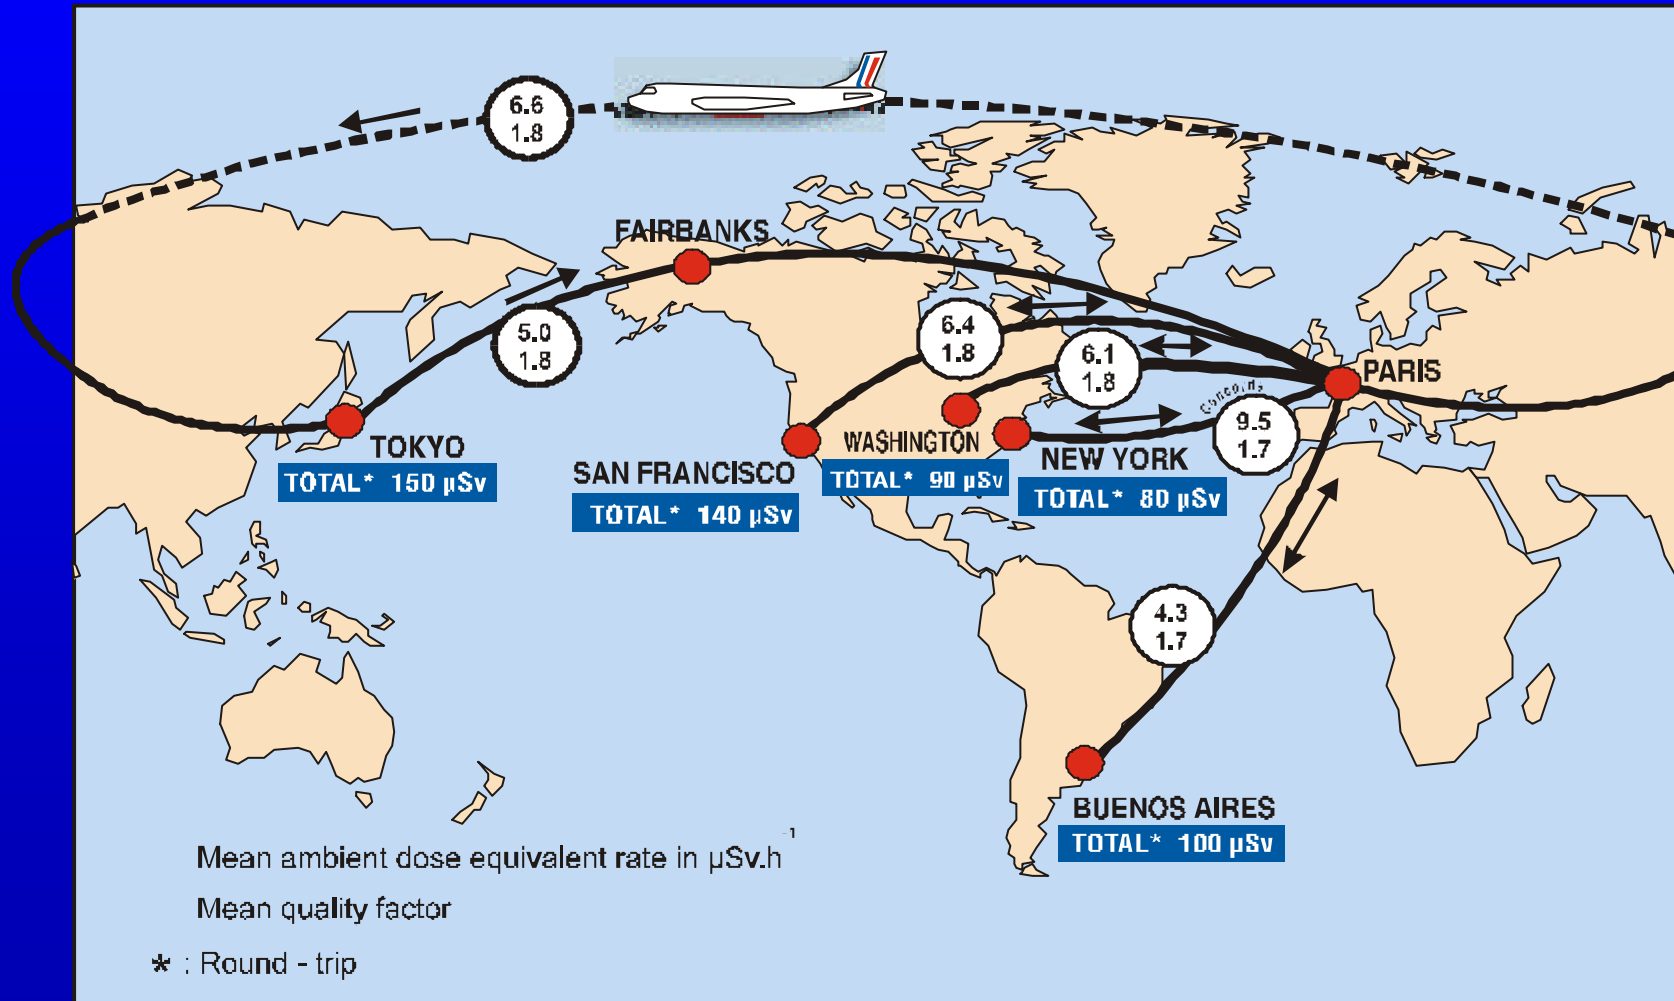 6.6
1.8
FAIRBANKS
5.0
1.8
6.4
1.8
6.1
1.8
PARIS
Concorde
9.5
1.7
TOKYO
TOTAL* 150 µSv
SAN FRANCISCO
TOTAL* 140 µSv
WASHINGTON
TOTAL* 90 µSv
NEW YORK
TOTAL* 80 µSv
4.3
1.7
BUENOS AIRES
TOTAL* 100 µSv
Mean ambient dose equivalent rate in µSv.h-1
Mean quality factor
* : Round - trip